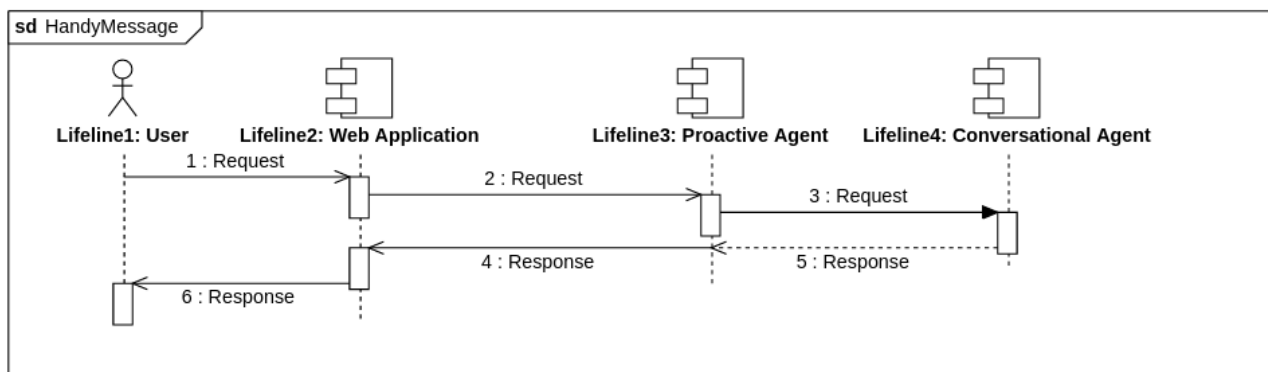 sd HandyMessage
Lifeline1: User
Lifeline2: Web Application
Lifeline3: Proactive Agent
Lifeline4: Conversational Agent
1 : Request
2 : Request
3 : Request
4 : Response
5 : Response
6 : Response